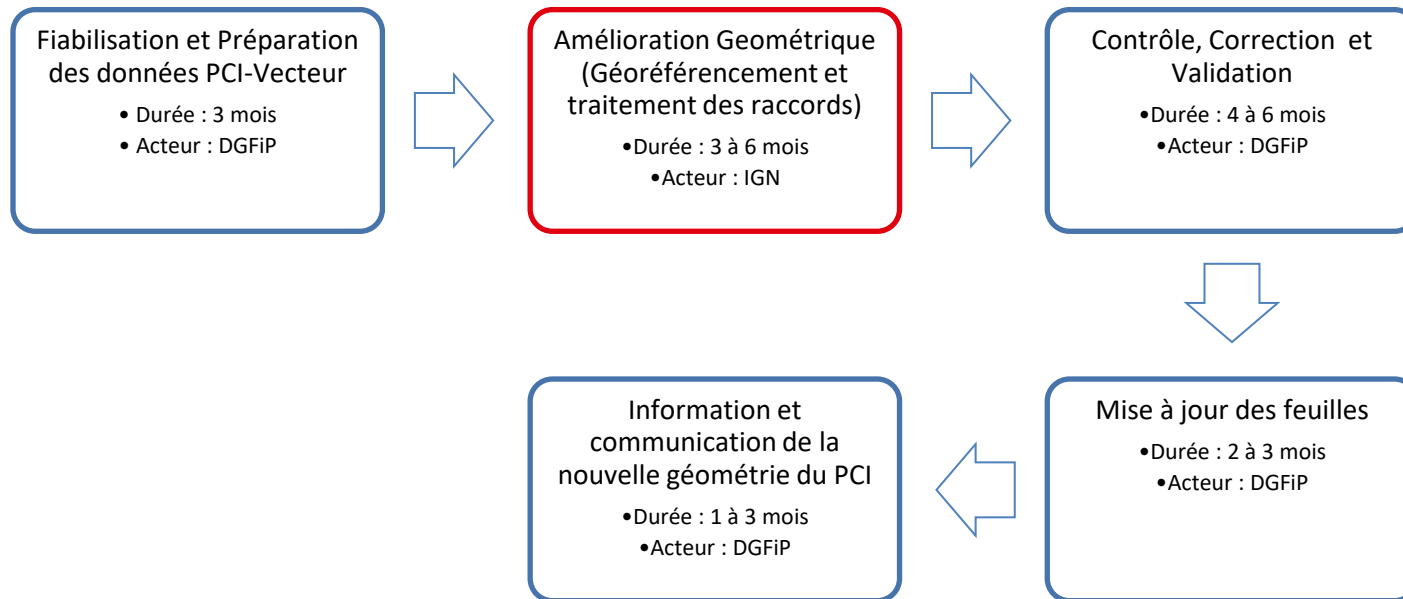 Fiabilisation et Préparation
des données PCI-Vecteur
• Durée : 3 mois
• Acteur : DGFiP
Amélioration Geométrique
(Géoréférencement et
traitement des raccords)
•Durée : 3 à 6 mois
•Acteur : IGN
Contrôle, Correction et
Validation
•Durée : 4 à 6 mois
•Acteur : DGFiP
Mise à jour des feuilles
•Durée : 2 à 3 mois
•Acteur : DGFiP
Information et
communication de la
nouvelle géométrie du PCI
•Durée : 1 à 3 mois
•Acteur : DGFiP